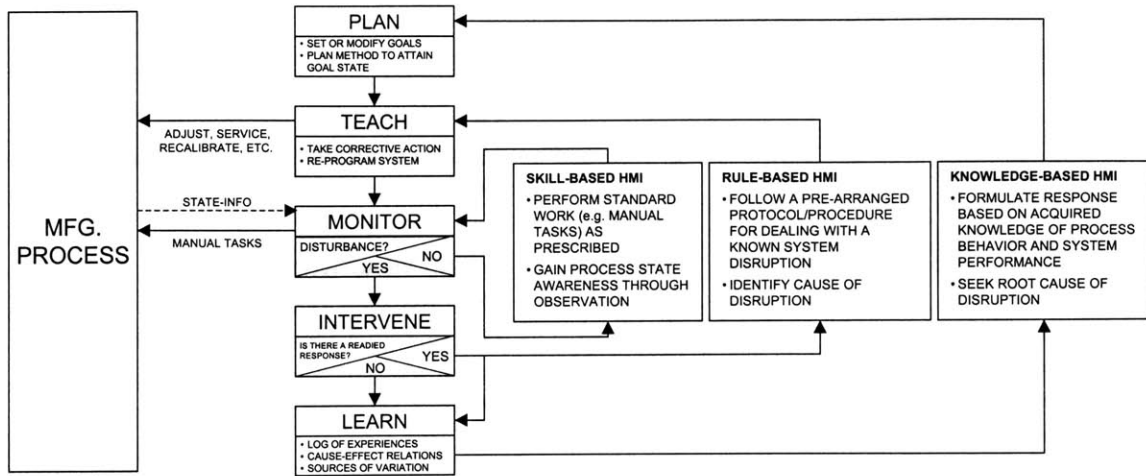 PLAN
• SET OR MODIFY GOALS
• PLAN METHOD TO ATTAIN
GOAL STATE
TEACH
• TAKE CORRECTIVE ACTION
• RE-PROGRAM SYSTEM
ADJUST, SERVICE,
RECALIBRATE, ETC.
MFG.
PROCESS
STATE-INFO
MANUAL TASKS
MONITOR
DISTURBANCE?
NO
YES
INTERVENE
IS THERE A READIED
RESPONSE?
YES
NO
LEARN
• LOG OF EXPERIENCES
• CAUSE-EFFECT RELATIONS
• SOURCES OF VARIATION
SKILL-BASED HMI
• PERFORM STANDARD
WORK (e.g. MANUAL
TASKS) AS
PRESCRIBED
• GAIN PROCESS STATE
AWARENESS THROUGH
OBSERVATION
RULE-BASED HMI
• FOLLOW A PRE-ARRANGED
PROTOCOL/PROCEDURE
FOR DEALING WITH A
KNOWN SYSTEM
DISRUPTION
• IDENTIFY CAUSE OF
DISRUPTION
KNOWLEDGE-BASED HMI
• FORMULATE RESPONSE
BASED ON ACQUIRED
KNOWLEDGE OF PROCESS
BEHAVIOR AND SYSTEM
PERFORMANCE
• SEEK ROOT CAUSE OF
DISRUPTION